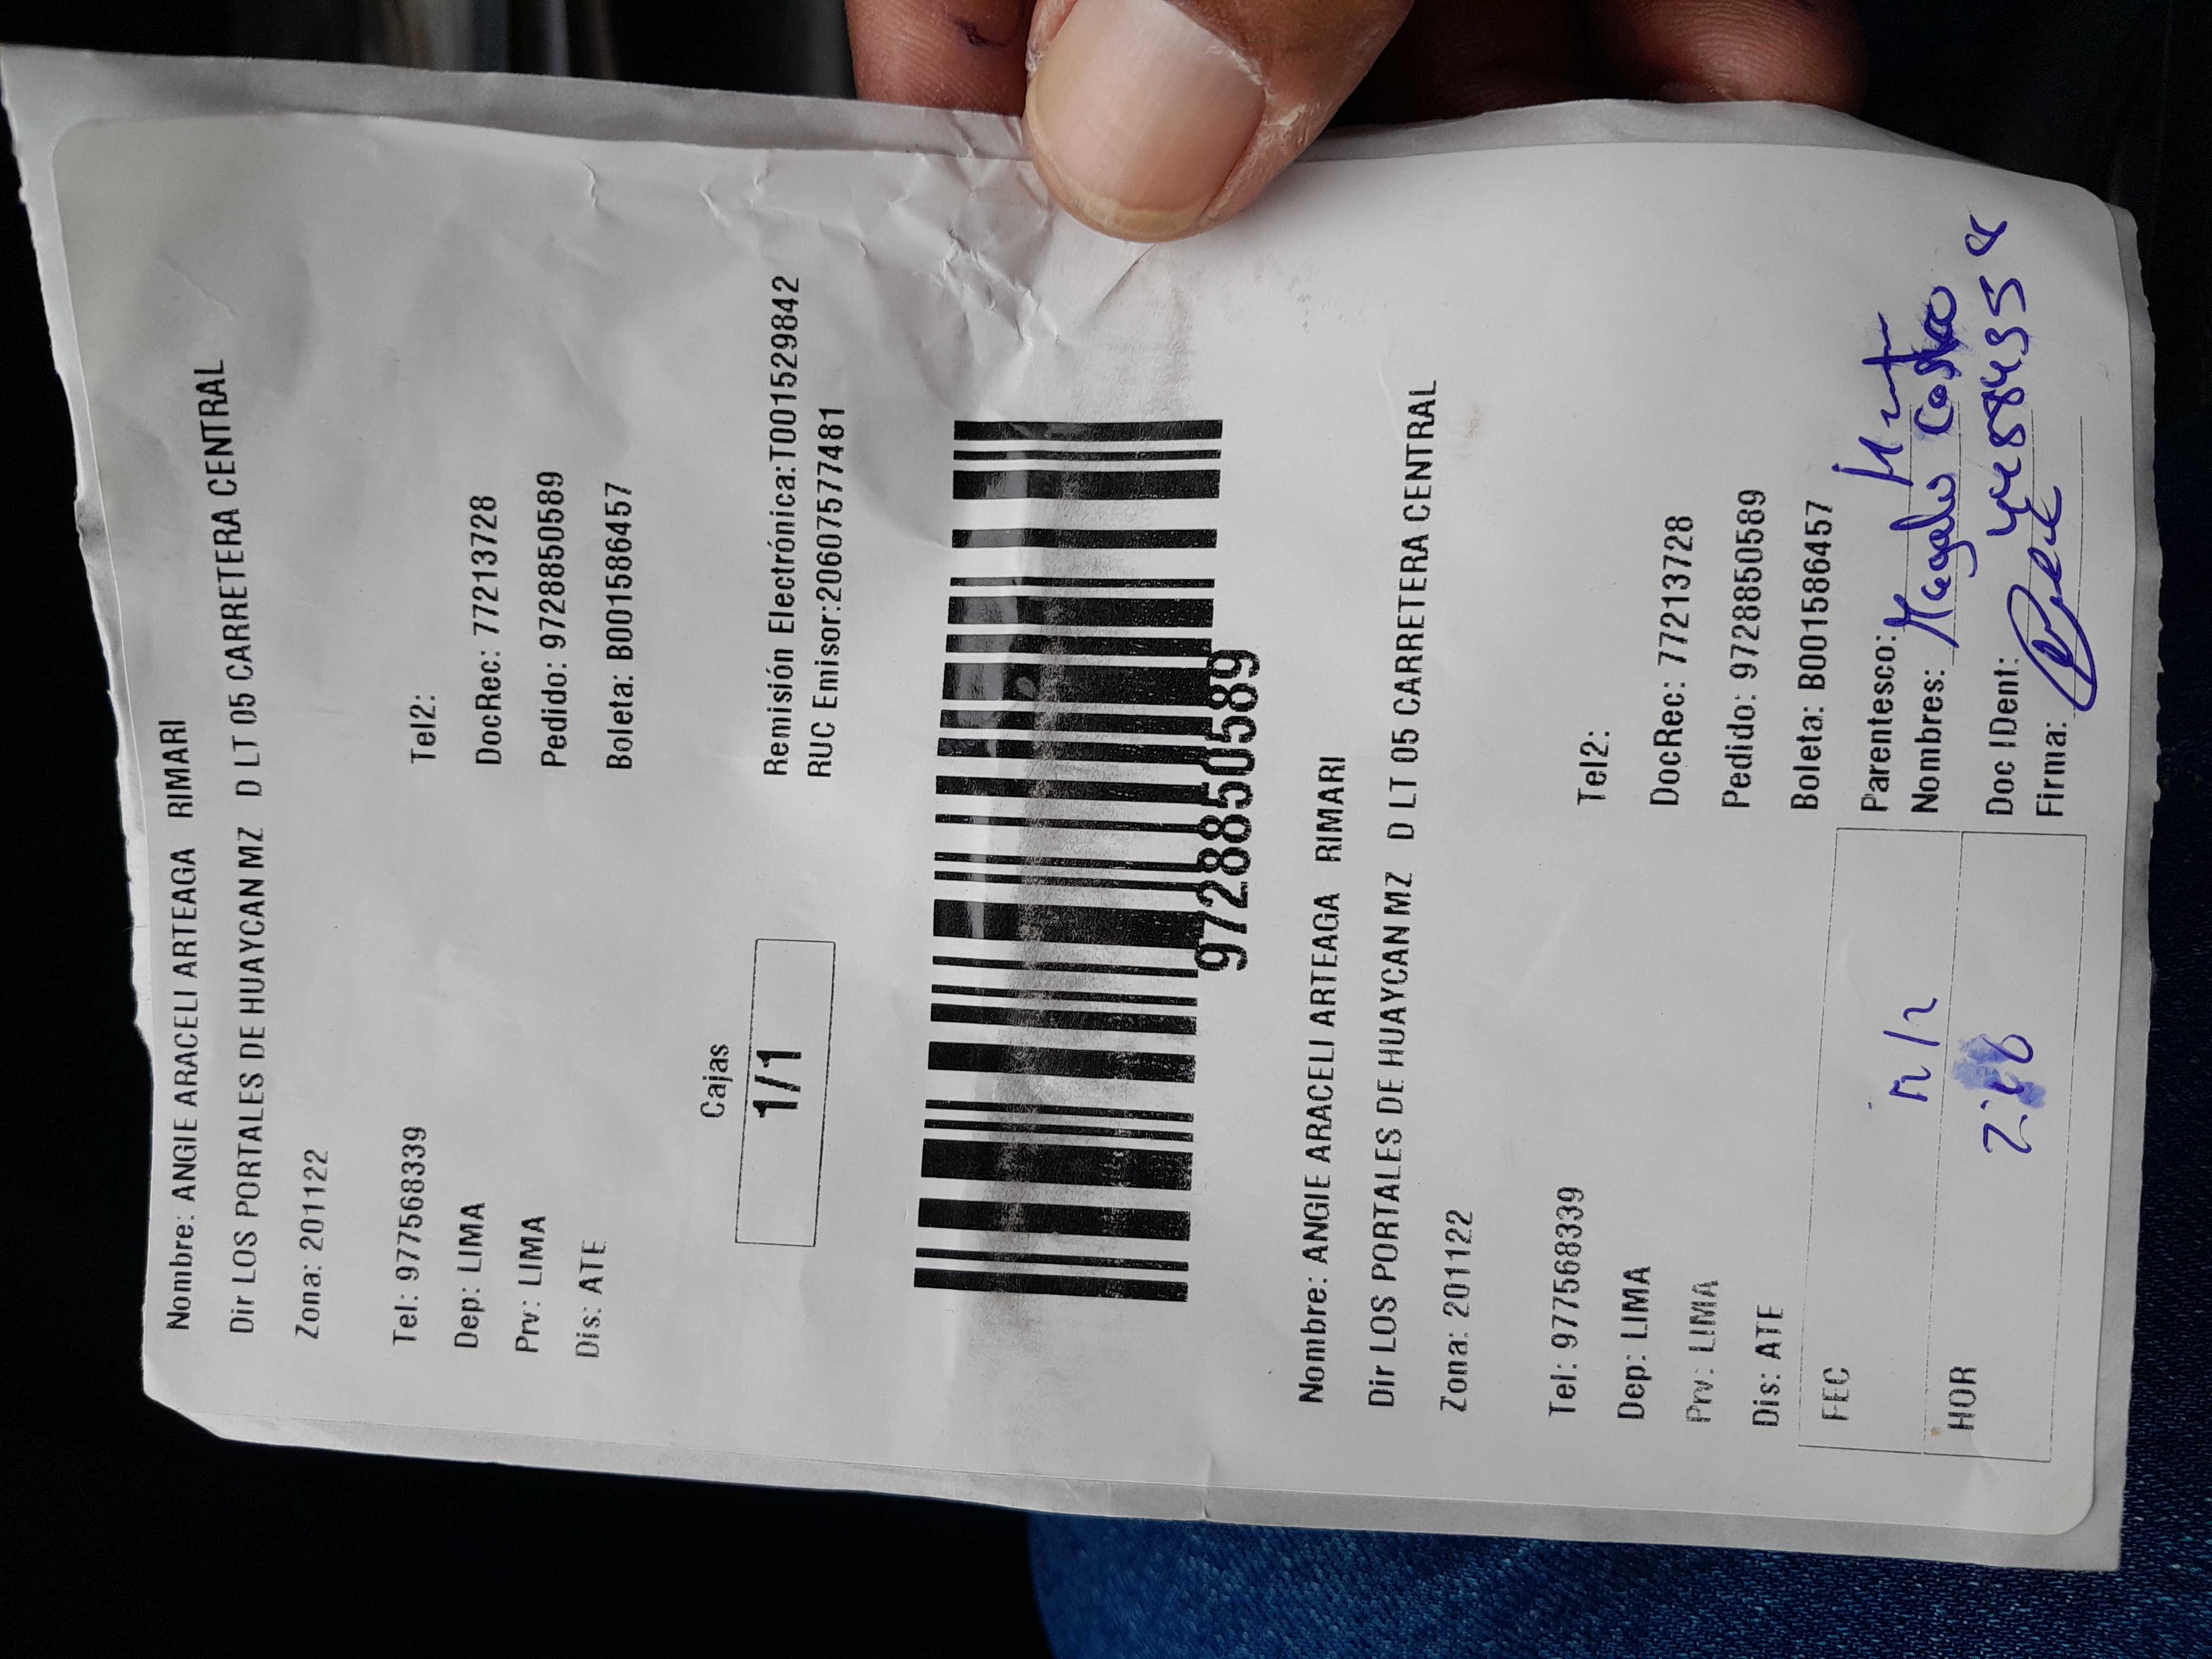 Nombre: ANGIE ARACELI ARTEAGA RIMARI
Dir LOS PORTALES DE HUAYCAN MZ D LT 05 CARRETERA CENTRAL
Zona: 201122
Tel: 977568339 Tel2:
Dep: LIMA DocRec: 77213728
Prv: LIMA Pedido: 9728850589
Dis: ATE Boleta: B001586457
Cajas
1/1
Remisión Electrónica:T001529842
RUC Emisor:20607577481
9728850589
Nombre: ANGIE ARACELI ARTEAGA RIMARI
Dir LOS PORTALES DE HUAYCAN MZ D LT 05 CARRETERA CENTRAL
Zona: 201122
Tel: 977568339 Tel2:
Dep: LIMA DocRec: 77213728
Prv: LIMA Pedido: 9728850589
Dis: ATE Boleta: B001586457
FEC Parentesco:
Nombres: Magalu Castro
HOR Doc IDent:
Firma: